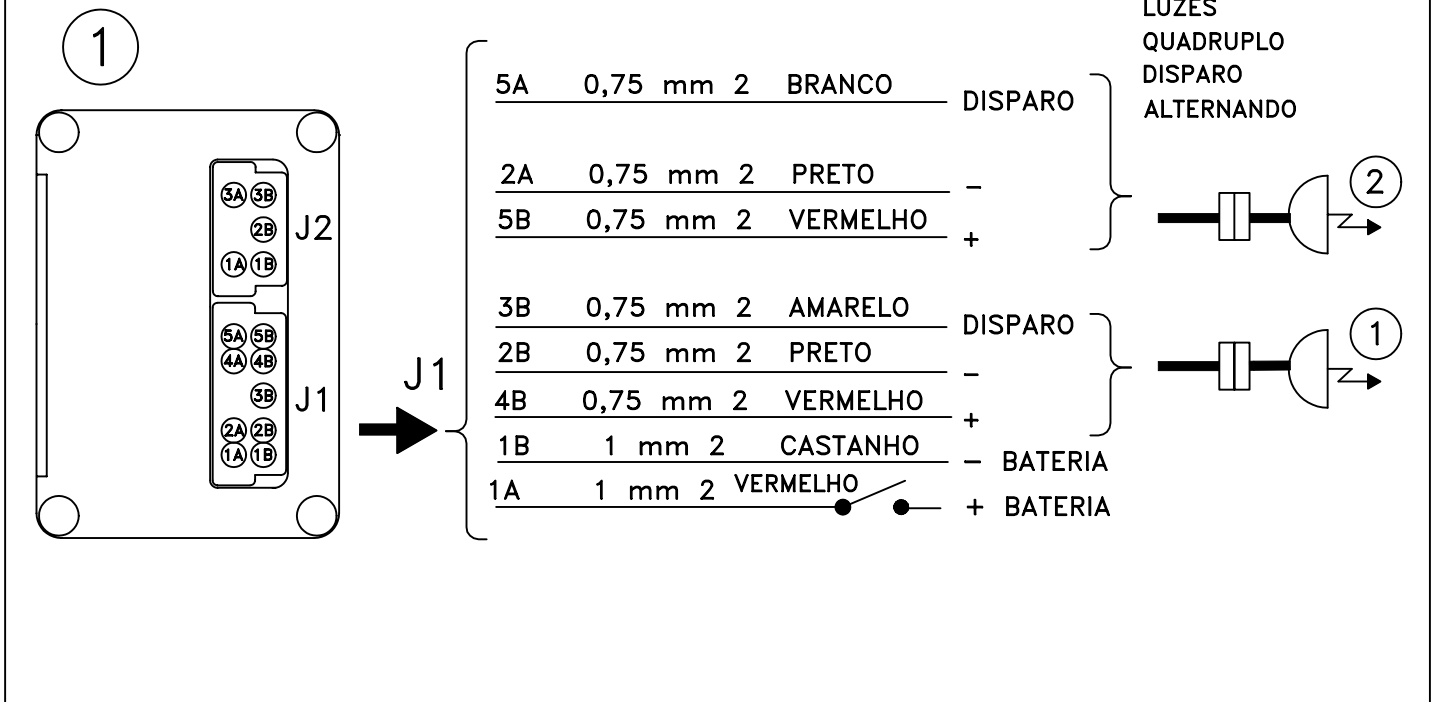 1
LUZES
QUADRUPLO
DISPARO
ALTERNANDO
5A 0,75 mm 2 BRANCO
DISPARO
2A 0,75 mm 2 PRETO
-
5B 0,75 mm 2 VERMELHO
+
2
3B 0,75 mm 2 AMARELO
DISPARO
2B 0,75 mm 2 PRETO
-
4B 0,75 mm 2 VERMELHO
+
1
1B 1 mm 2 CASTANHO
- BATERIA
1A 1 mm 2 VERMELHO
+ BATERIA
3A 3B
2B
J2
1A 1B
5A 5B
4A 4B
3B
J1
2A 2B
1A 1B
J1